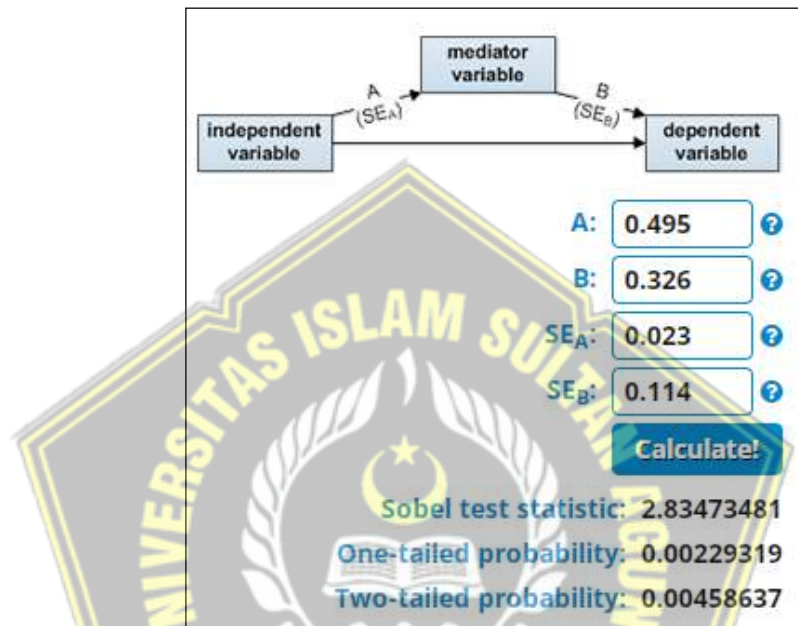 mediator
variable
A
(SEA)
B
(SEB)
independent
variable
dependent
variable
A: 0.495 ?
B: 0.326 ?
SEA: 0.023 ?
SEB: 0.114 ?
Calculate!
Sobel test statistic: 2.83473481
One-tailed probability: 0.00229319
Two-tailed probability: 0.00458637
UNIVERSITAS ISLAM SULTAN AGUN